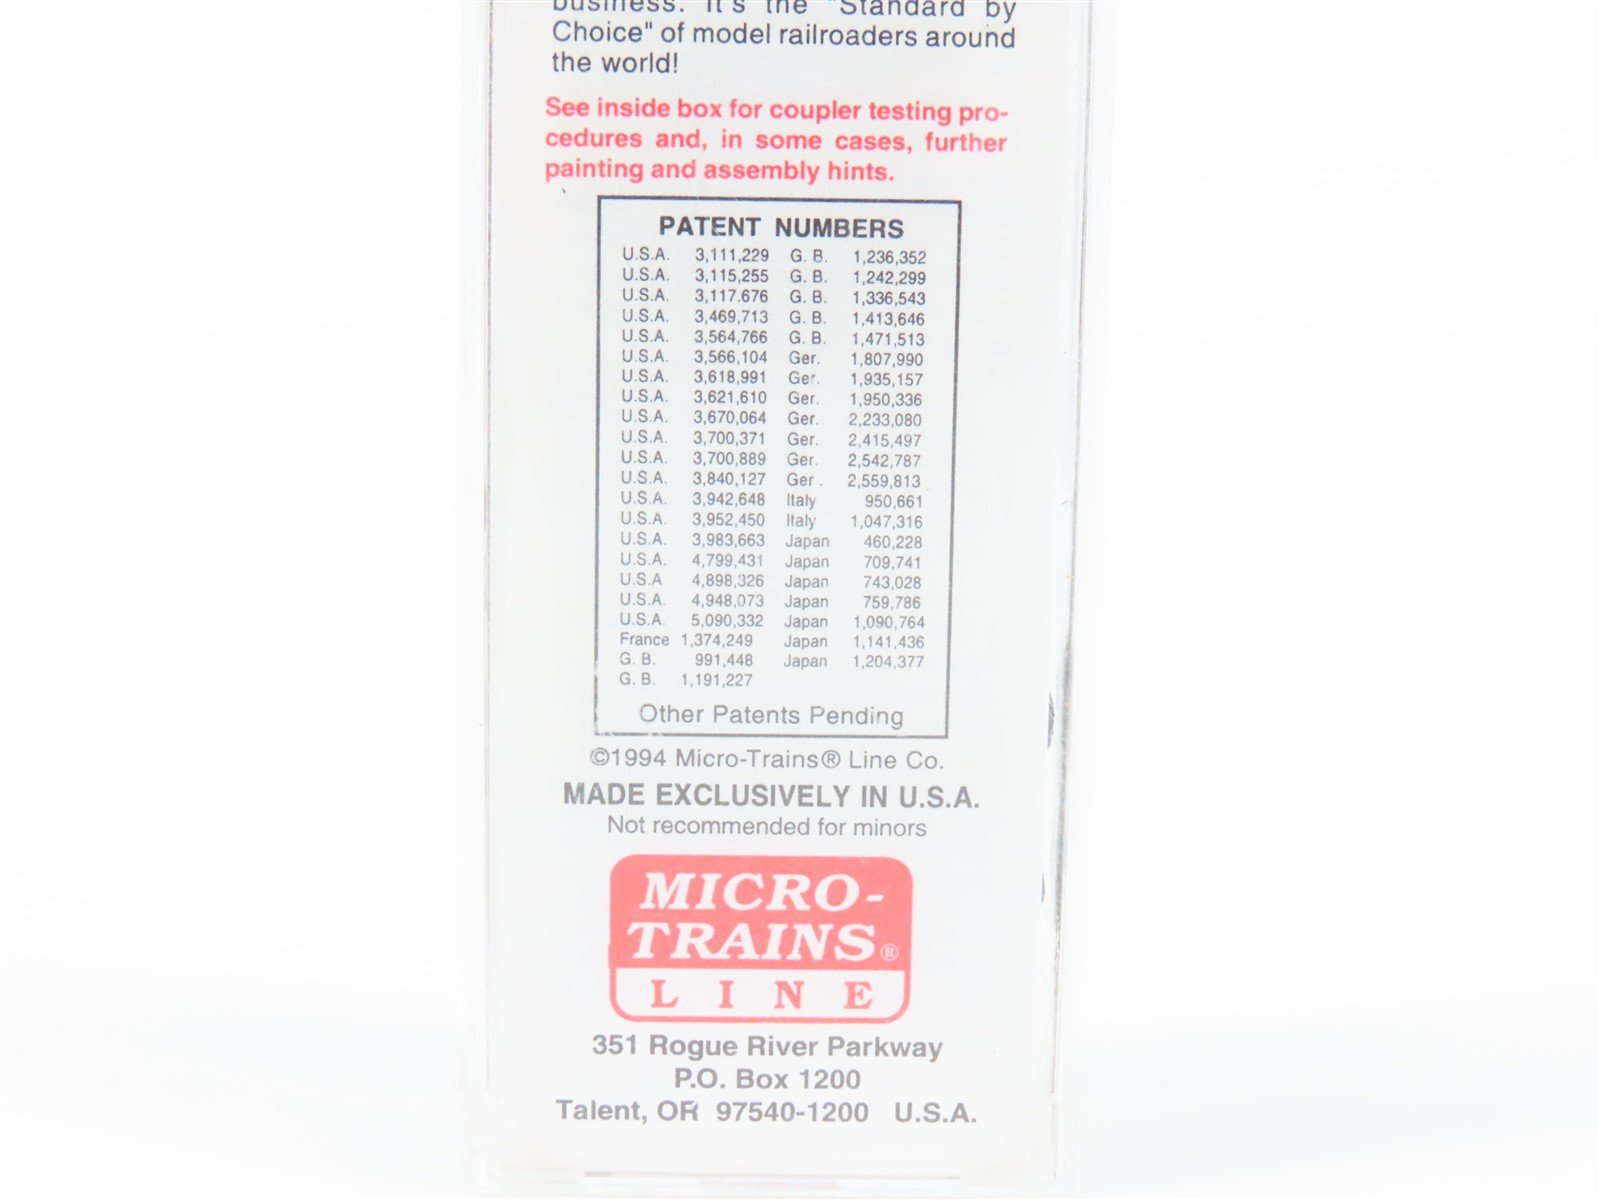 business. It's the "Standard by
Choice" of model railroaders around
the world!
See inside box for coupler testing pro-
cedures and, in some cases, further
painting and assembly hints.
PATENT NUMBERS
U.S.A. 3,111,229 G. B. 1,236,352
U.S.A. 3,115,255 G. B. 1,242,299
U.S.A. 3,117.676 G. B. 1,336,543
U.S.A. 3,469,713 G. B. 1,413,646
U.S.A. 3,564,766 G. B. 1,471,513
U.S.A. 3,566,104 Ger. 1,807,990
U.S.A. 3,618,991 Ger. 1,935,157
U.S.A. 3,621,610 Ger. 1,950,336
U.S.A. 3,670,064 Ger. 2,233,080
U.S.A. 3,700,371 Ger. 2,415,497
U.S.A. 3,700,889 Ger. 2,542,787
U.S.A. 3,840,127 Ger . 2,559,813
U.S.A. 3,942,648 Italy 950,661
U.S.A. 3,952,450 Italy 1,047,316
U.S.A. 3,983,663 Japan 460,228
U.S.A. 4,799,431 Japan 709,741
U.S.A 4,898,326 Japan 743,028
U.S.A. 4,948,073 Japan 759,786
U.S.A. 5,090,332 Japan 1,090,764
France 1,374,249 Japan 1,141,436
G. B. 991,448 Japan 1,204,377
G. B. 1,191,227
Other Patents Pending
©1994 Micro-Trains® Line Co.
MADE EXCLUSIVELY IN U.S.A.
Not recommended for minors
MICRO-
TRAINS®
LINE
351 Rogue River Parkway
P.O. Box 1200
Talent, OR 97540-1200 U.S.A.